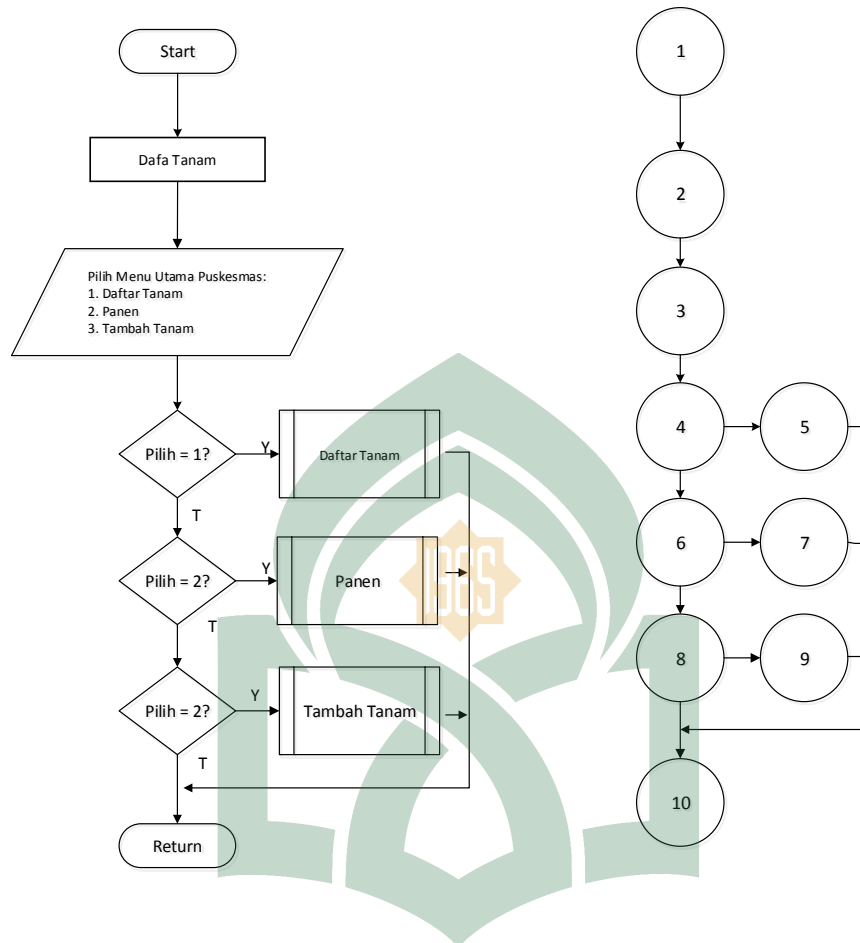 Start
Dafa Tanam
Pilih Menu Utama Puskesmas:
1. Daftar Tanam
2. Panen
3. Tambah Tanam
Pilih = 1?
Y
Daftar Tanam
T
Pilih = 2?
Y
Panen
T
Pilih = 2?
Y
Tambah Tanam
T
Return
1965
1
2
3
4
5
6
7
8
9
10